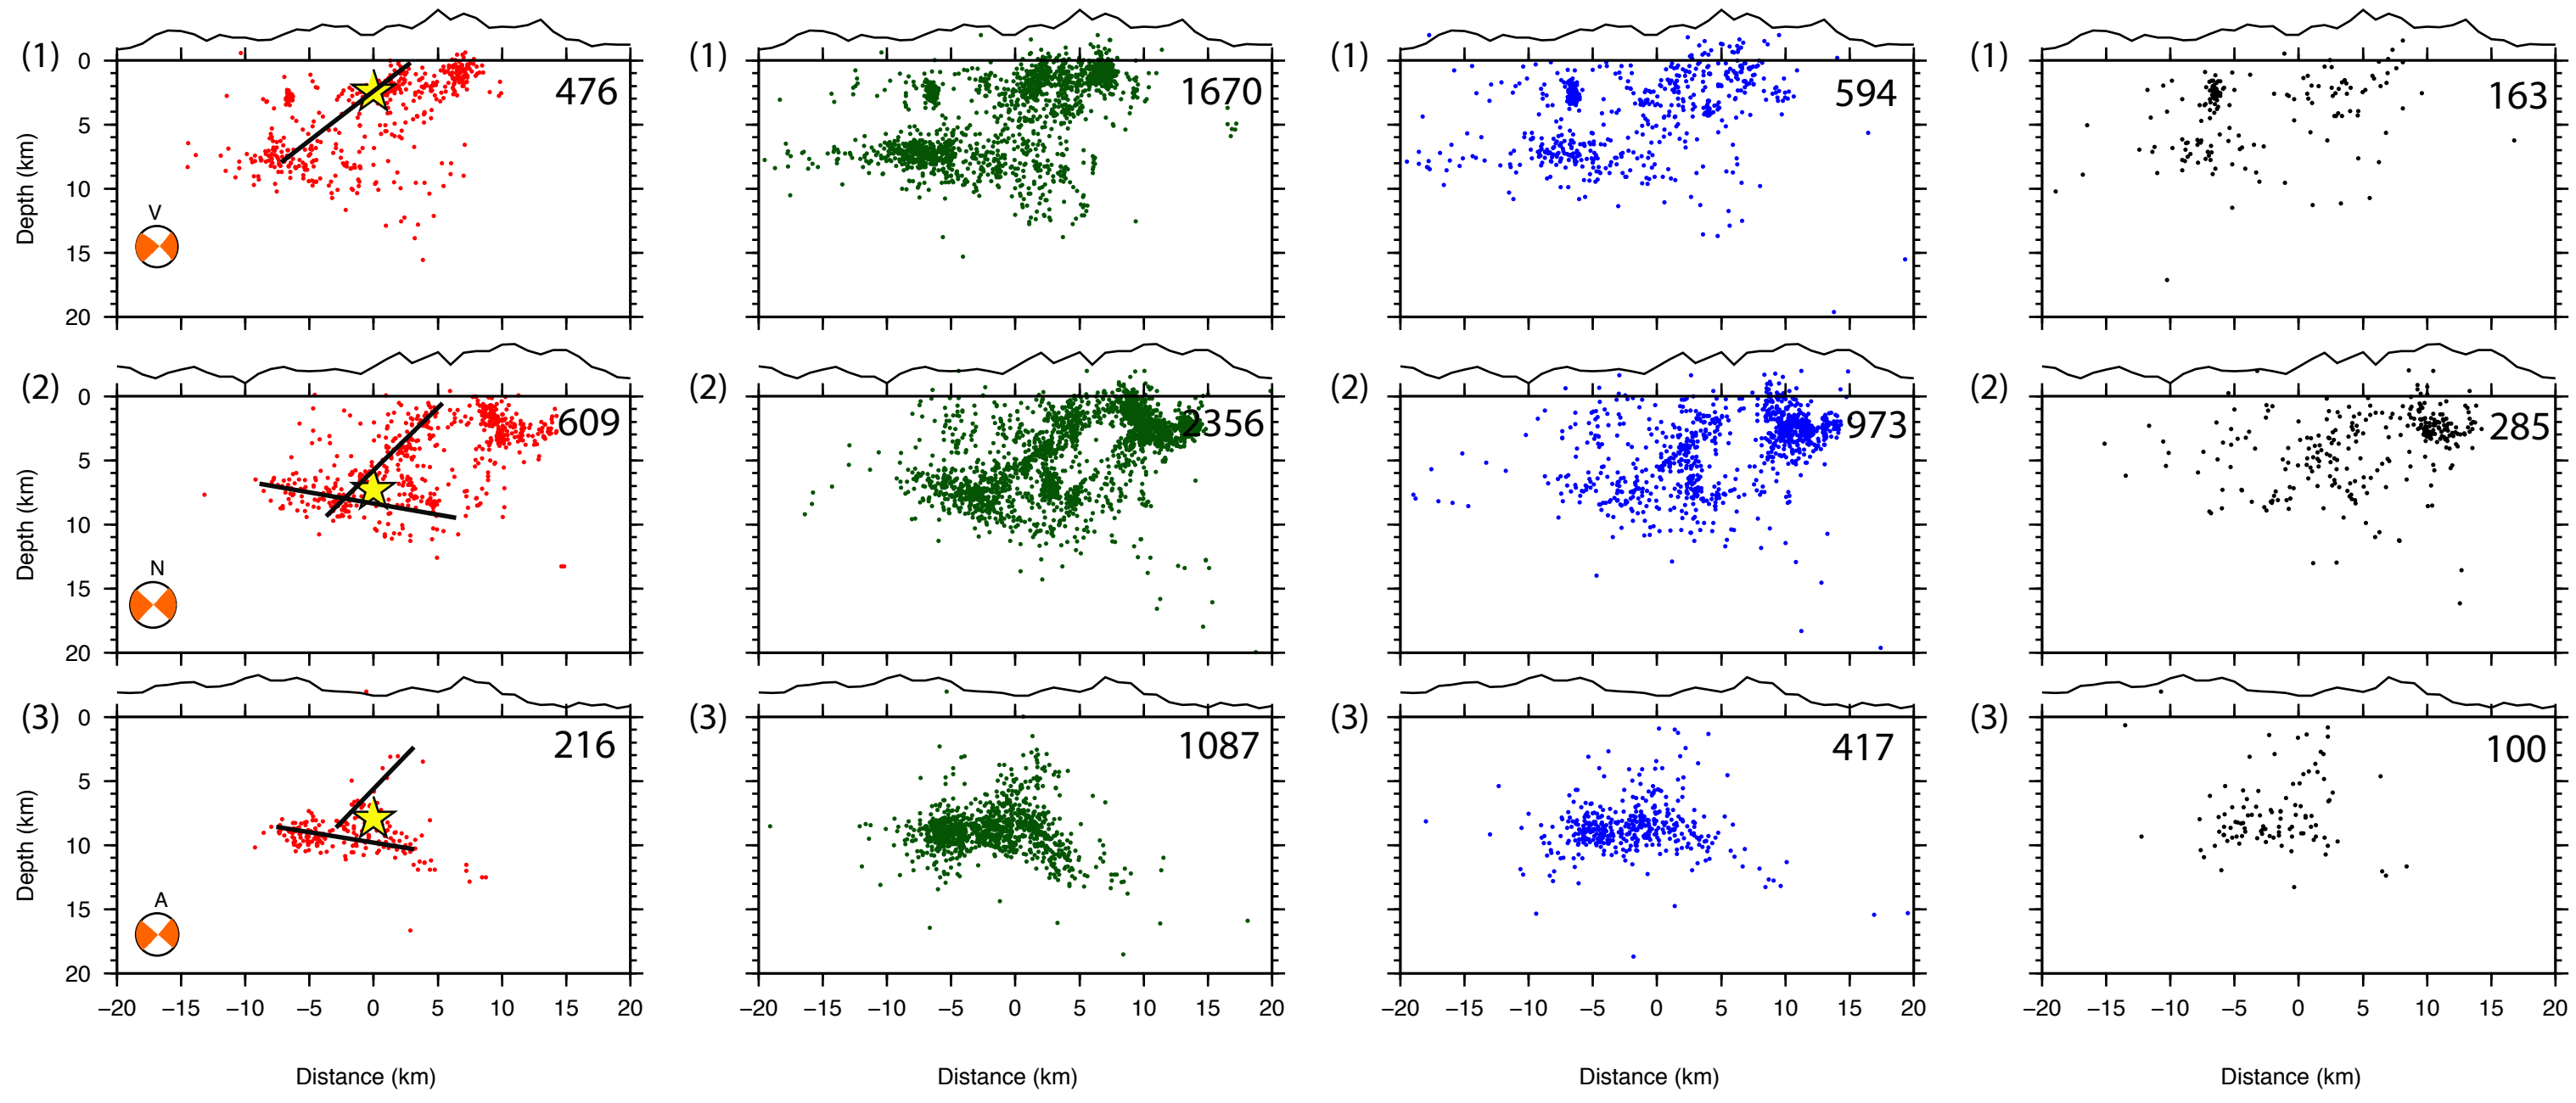 (1) (1) (1) (1)
0
476 1670 594 163
5
Depth (km)
10
V
15
20
(2) (2) (2) (2)
0
609 2356 973 285
5
Depth (km)
10
N
15
20
(3) (3) (3) (3)
0
216 1087 417 100
5
Depth (km)
10
A
15
20
−20 −15 −10 −5 0 5 10 15 20 −20 −15 −10 −5 0 5 10 15 20 −20 −15 −10 −5 0 5 10 15 20 −20 −15 −10 −5 0 5 10 15 20
Distance (km) Distance (km) Distance (km) Distance (km)